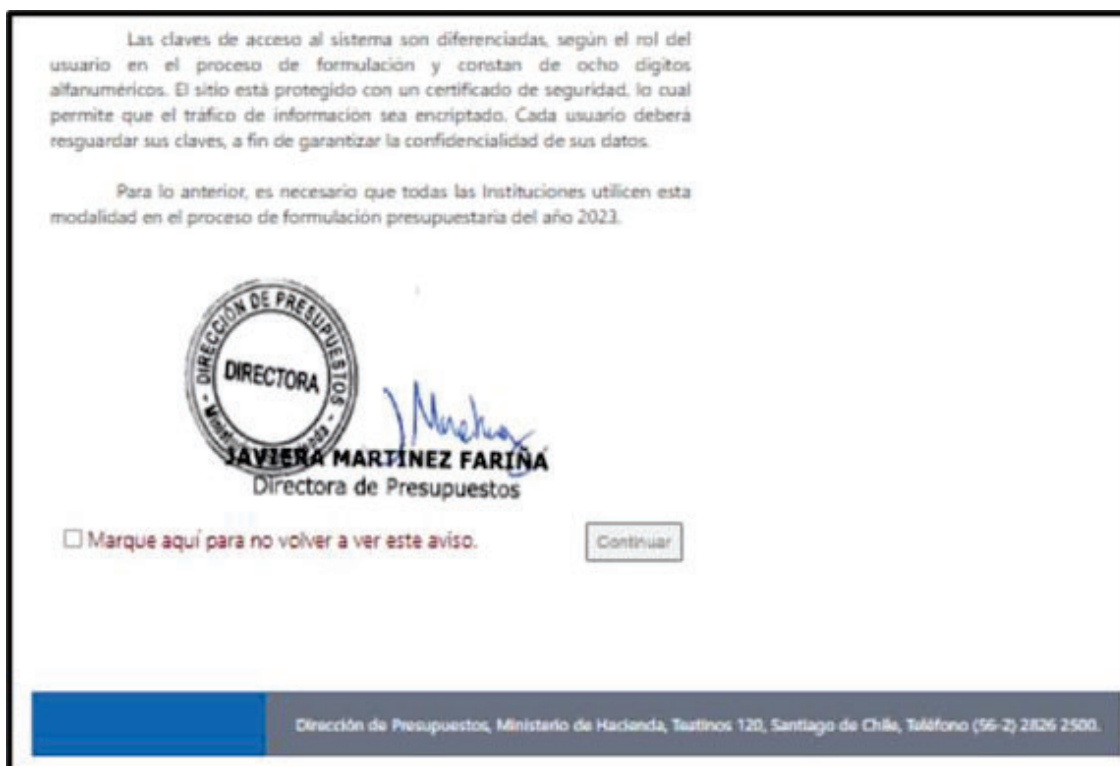 Las claves de acceso al sistema son diferenciadas, según el rol del
usuario en el proceso de formulación y constan de ocho dígitos
alfanuméricos. El sitio está protegido con un certificado de seguridad, lo cual
permite que el tráfico de información sea encriptado. Cada usuario deberá
resguardar sus claves, a fin de garantizar la confidencialidad de sus datos.
Para lo anterior, es necesario que todas las Instituciones utilicen esta
modalidad en el proceso de formulación presupuestaria del año 2023.
DIRECCIÓN DE PRESUPUESTOS
DIRECTORA
JAVIERA MARTÍNEZ FARIÑA
Directora de Presupuestos
Marque aquí para no volver a ver este aviso.
Continuar
Dirección de Presupuestos, Ministerio de Hacienda, Teatinos 120, Santiago de Chile, Teléfono (56-2) 2826 2500.